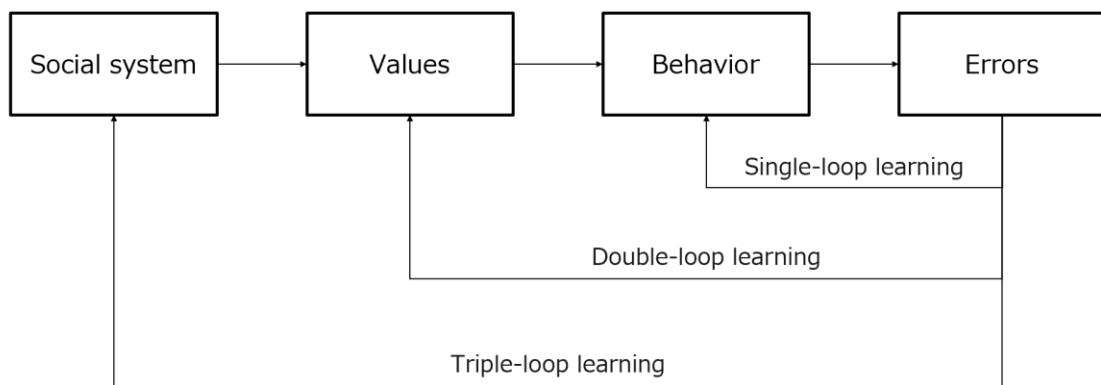 Social system
Values
Behavior
Errors
Single-loop learning
Double-loop learning
Triple-loop learning